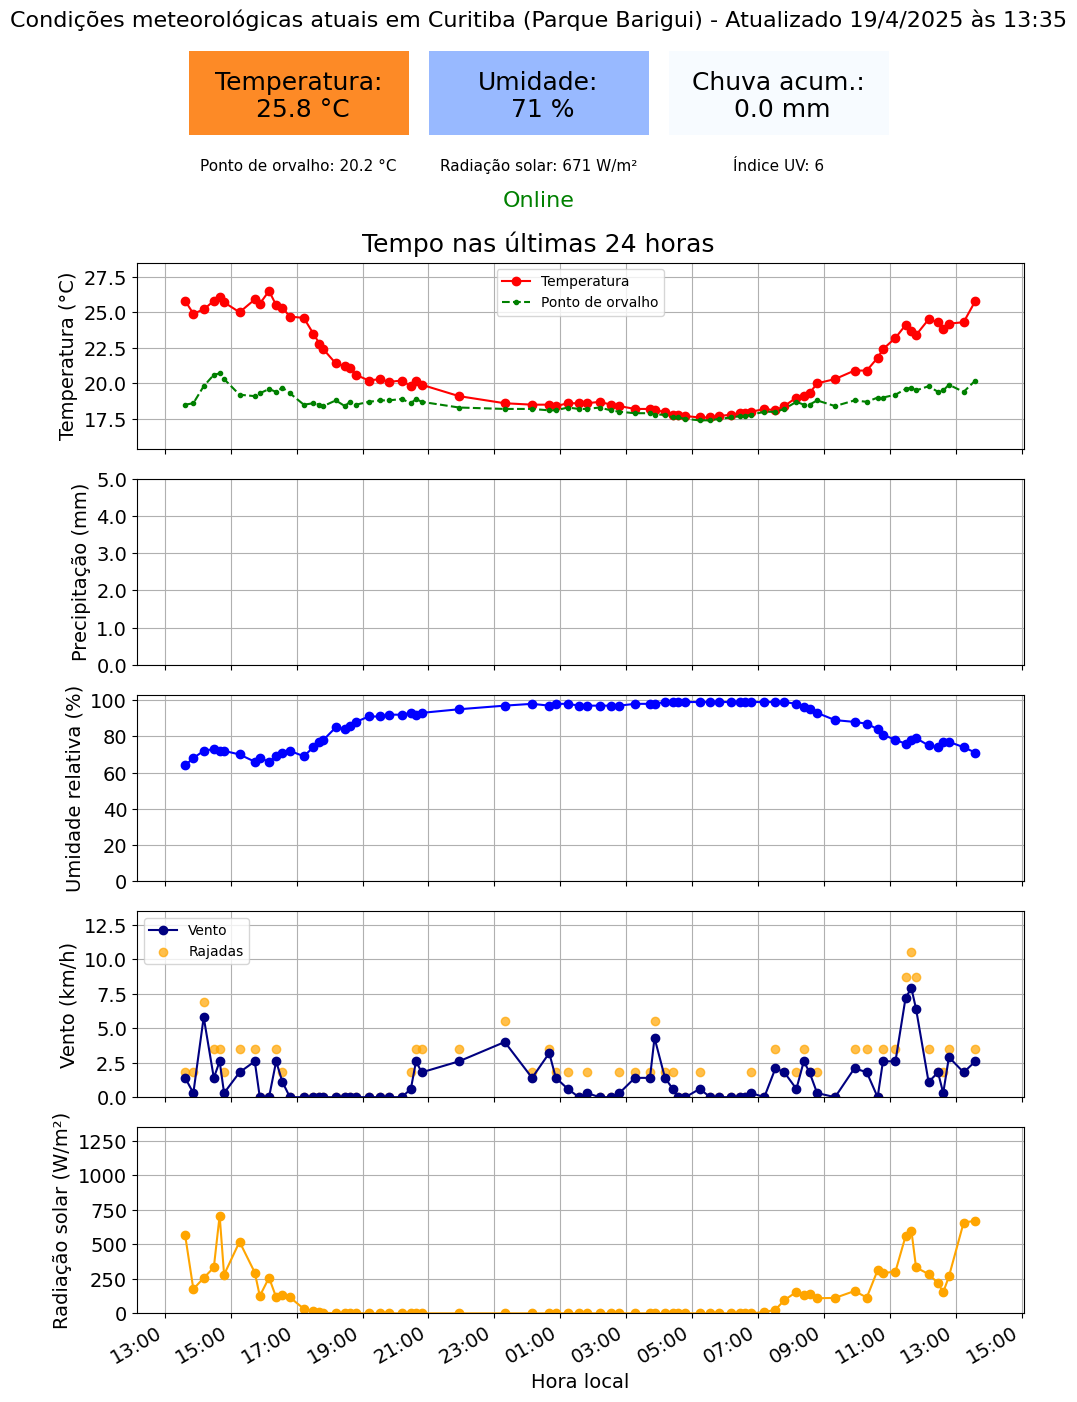 Condições meteorológicas atuais em Curitiba (Parque Barigui) - Atualizado 19/4/2025 às 13:35
Temperatura:
25.8 °C
Umidade:
71 %
Chuva acum.:
0.0 mm
Ponto de orvalho: 20.2 °C
Radiação solar: 671 W/m²
Índice UV: 6
Online
Tempo nas últimas 24 horas
Temperatura (°C)
27.5
25.0
22.5
20.0
17.5
Temperatura
Ponto de orvalho
Precipitação (mm)
5.0
4.0
3.0
2.0
1.0
0.0
Umidade relativa (%)
100
80
60
40
20
0
Vento (km/h)
12.5
10.0
7.5
5.0
2.5
0.0
Vento
Rajadas
Radiação solar (W/m²)
1250
1000
750
500
250
0
13:00
15:00
17:00
19:00
21:00
23:00
01:00
03:00
05:00
07:00
09:00
11:00
13:00
15:00
Hora local